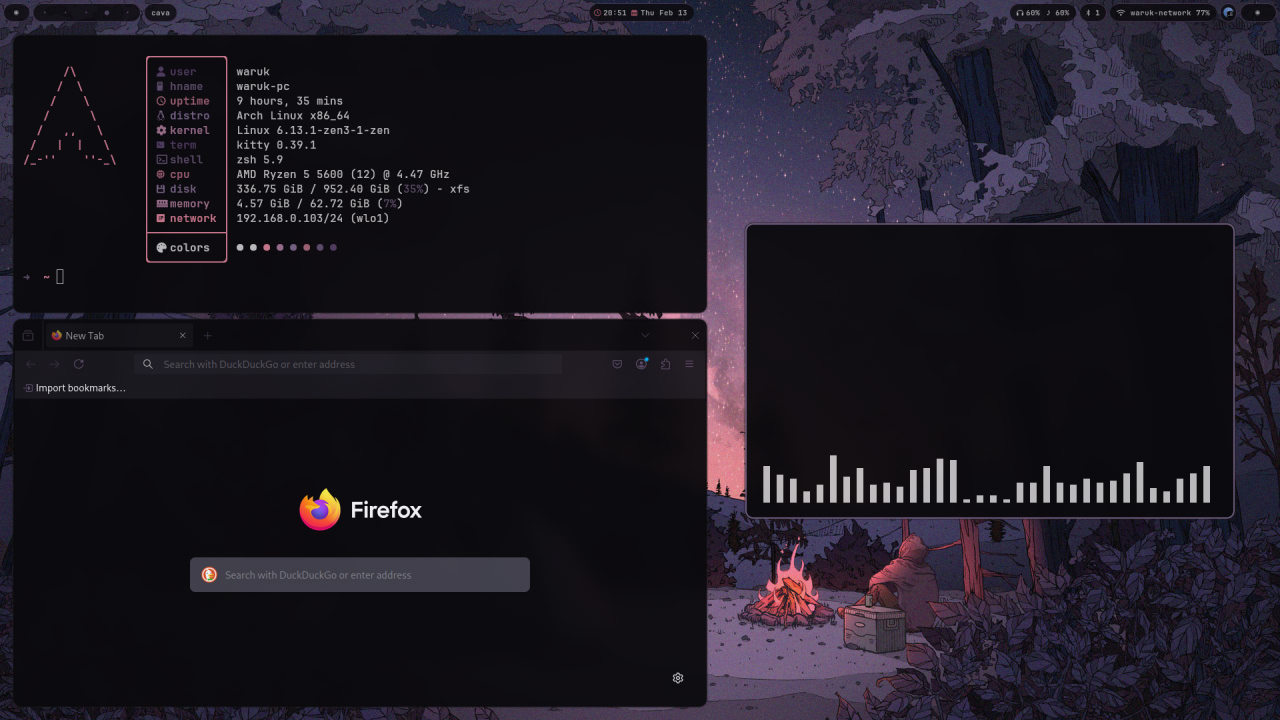 cava
20:51 Thu Feb 13
60% 60%
1
waruk-network 77%
/\
/ \
/ \
/ \
/ ,, \
/ | | \
/_-'' ''-_\
user waruk
hname waruk-pc
uptime 9 hours, 35 mins
distro Arch Linux x86_64
kernel Linux 6.13.1-zen3-1-zen
term kitty 0.39.1
shell zsh 5.9
cpu AMD Ryzen 5 5600 (12) @ 4.47 GHz
disk 336.75 GiB / 952.40 GiB (35%) - xfs
memory 4.57 GiB / 62.72 GiB (7%)
network 192.168.0.103/24 (wlo1)
colors
→ ~
New Tab
Search with DuckDuckGo or enter address
Import bookmarks...
Firefox
Search with DuckDuckGo or enter address